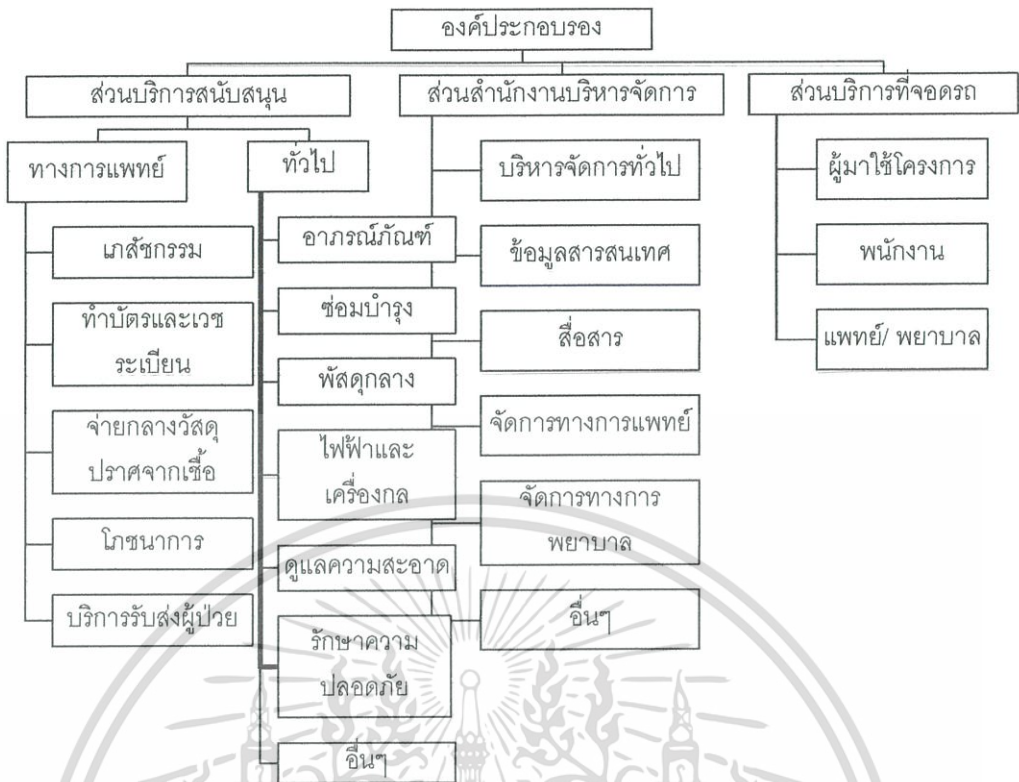 องค์ประกอบรอง
ส่วนบริการสนับสนุน
ส่วนสำนักงานบริหารจัดการ
ส่วนบริการที่จอดรถ
ทางการแพทย์
ทั่วไป
เภสัชกรรม
ทำบัตรและเวช
ระเบียน
จ่ายกลางวัสดุ
ปราศจากเชื้อ
โภชนาการ
บริการรับส่งผู้ป่วย
อาภรณ์ภัณฑ์
ซ่อมบำรุง
พัสดุกลาง
ไฟฟ้าและ
เครื่องกล
ดูแลความสะอาด
รักษาความ
ปลอดภัย
อื่นๆ
บริหารจัดการทั่วไป
ข้อมูลสารสนเทศ
สื่อสาร
จัดการทางการแพทย์
จัดการทางการ
พยาบาล
อื่นๆ
ผู้มาใช้โครงการ
พนักงาน
แพทย์/ พยาบาล